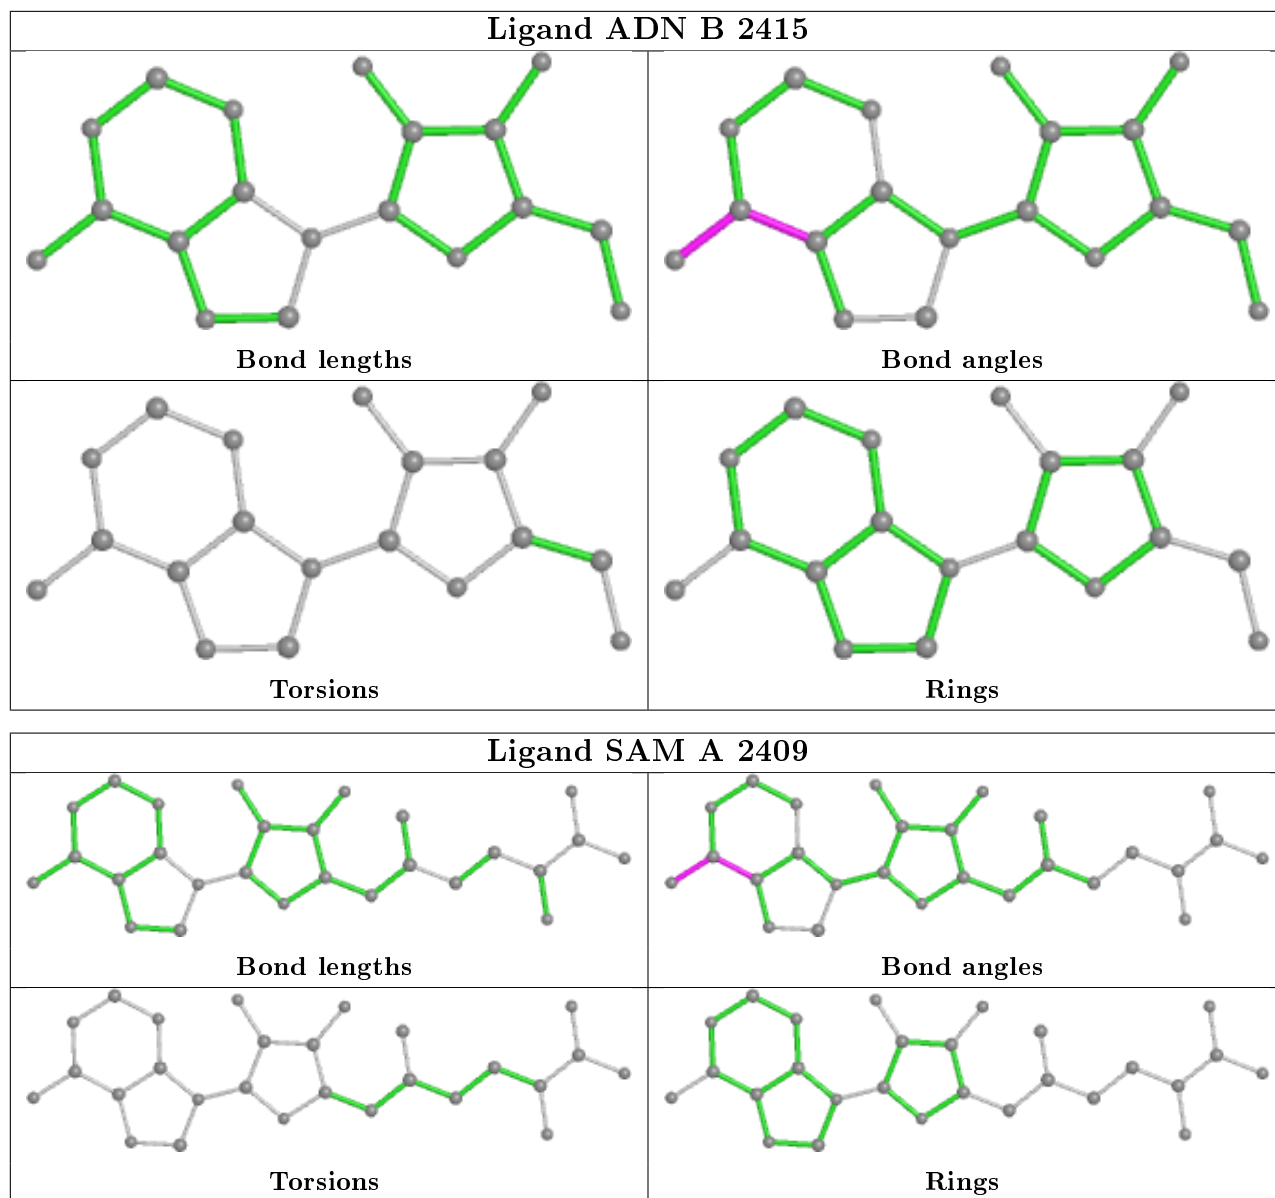 Ligand ADN B 2415
Bond lengths
Bond angles
Torsions
Rings
Ligand SAM A 2409
Bond lengths
Bond angles
Torsions
Rings